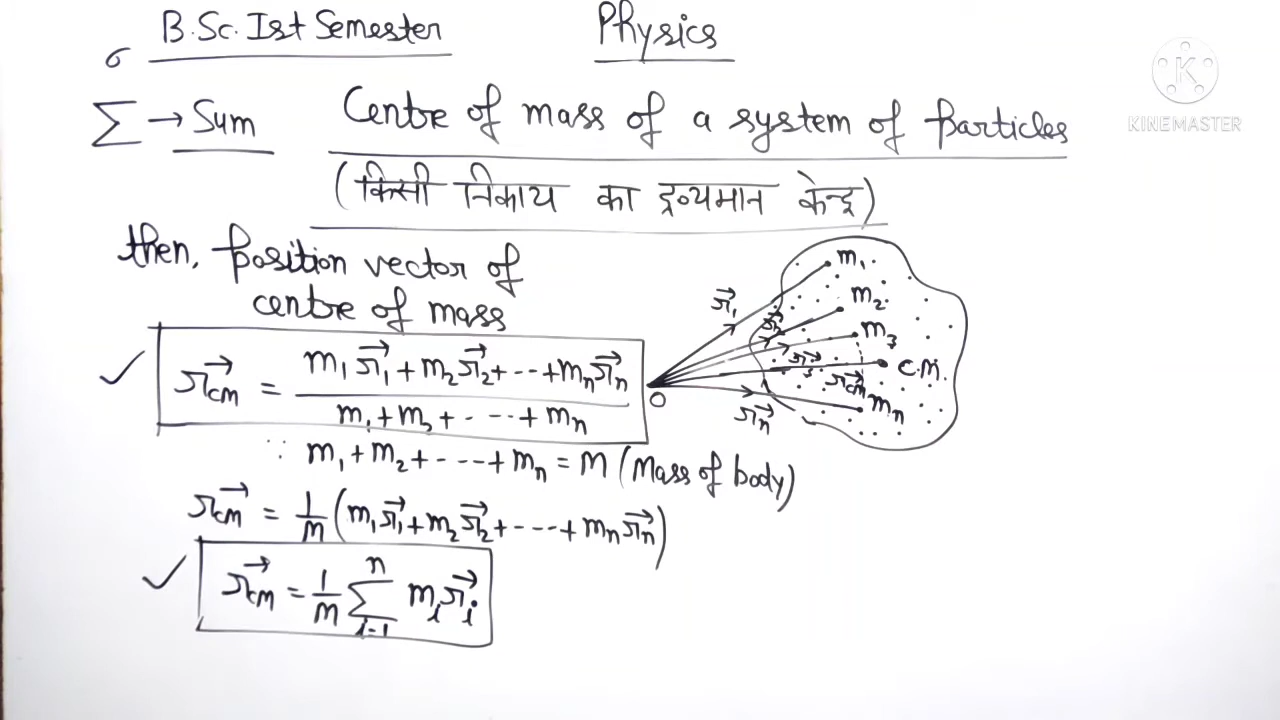 B.Sc. Ist Semester Physics
σ
Σ → Sum Centre of mass of a system of Particles
(किसी निकाय का द्रव्यमान केन्द्र)
KINEMASTER
then, position vector of
centre of mass
r⃗cm = (m₁r⃗₁ + m₂r⃗₂ + --- + mₙr⃗ₙ) / (m₁ + m₂ + - --- + mₙ)
∵ m₁ + m₂ + ---- + mₙ = M (Mass of body)
r⃗cm = 1/M (m₁r⃗₁ + m₂r⃗₂ + ---- + mₙr⃗ₙ)
r⃗cm = 1/M Σ n i=1 mᵢr⃗ᵢ
m₁
m₂
m₃
C.M.
mₙ
r⃗₁
r⃗₂
r⃗₃
r⃗cm
r⃗ₙ
O